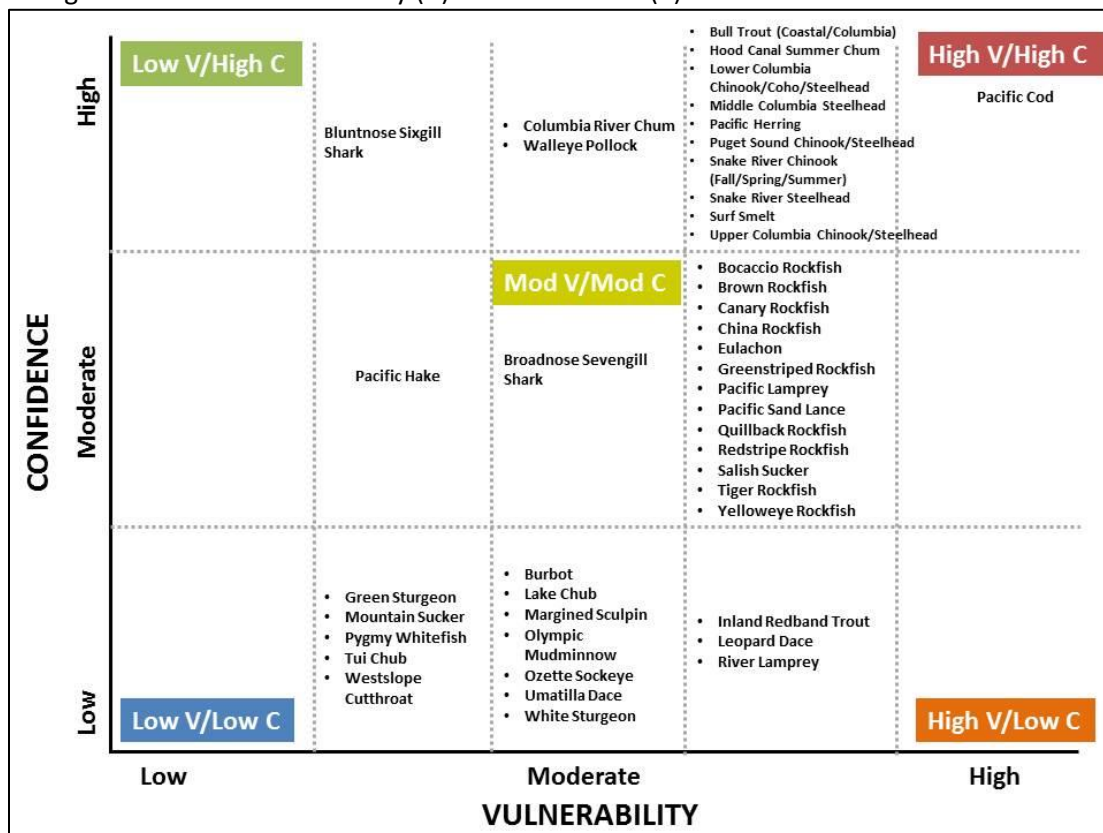 Low V/High C
High
Bluntnose Sixgill
Shark
• Columbia River Chum
• Walleye Pollock
• Bull Trout (Coastal/Columbia)
• Hood Canal Summer Chum
• Lower Columbia
Chinook/Coho/Steelhead
• Middle Columbia Steelhead
• Pacific Herring
• Puget Sound Chinook/Steelhead
• Snake River Chinook
(Fall/Spring/Summer)
• Snake River Steelhead
• Surf Smelt
• Upper Columbia Chinook/Steelhead
High V/High C
Pacific Cod
CONFIDENCE
Moderate
Pacific Hake
Mod V/Mod C
Broadnose Sevengill
Shark
• Bocaccio Rockfish
• Brown Rockfish
• Canary Rockfish
• China Rockfish
• Eulachon
• Greenstriped Rockfish
• Pacific Lamprey
• Pacific Sand Lance
• Quillback Rockfish
• Redstripe Rockfish
• Salish Sucker
• Tiger Rockfish
• Yelloweye Rockfish
Low
Low V/Low C
• Green Sturgeon
• Mountain Sucker
• Pygmy Whitefish
• Tui Chub
• Westslope
Cutthroat
• Burbot
• Lake Chub
• Margined Sculpin
• Olympic
Mudminnow
• Ozette Sockeye
• Umatilla Dace
• White Sturgeon
• Inland Redband Trout
• Leopard Dace
• River Lamprey
High V/Low C
Low
Moderate
High
VULNERABILITY